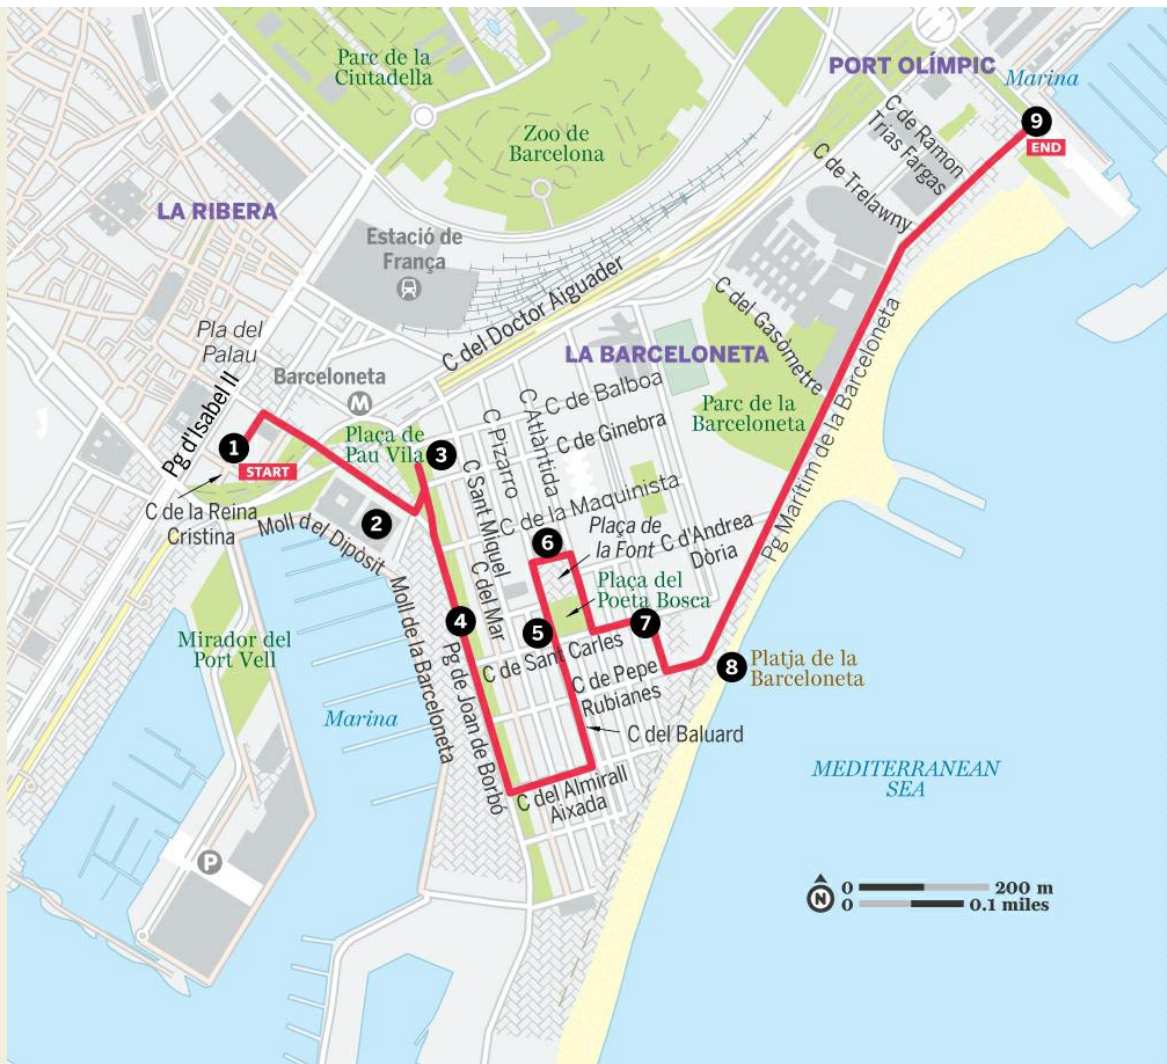 Parc de la
Ciutadella
PORT OLÍMPIC
Marina
9
END
C de Ramon
Trias Fargas
Zoo de
Barcelona
C de Trelawny
LA RIBERA
Estació de
França
C del Doctor Aiguader
C del Gasòmetre
Pla del
Palau
Pg d'Isabel II
Barceloneta
M
LA BARCELONETA
C de Balboa
C Atlàntida
C Pizarro
C de Ginebra
Parc de la
Barceloneta
Pg Marítim de la Barceloneta
1
START
Plaça de
Pau Vila
3
C Sant Miquel
C de la Maquinista
C de la Reina
Cristina
Moll del Dipòsit
2
6
Plaça de
la Font
C d'Andrea
Dòria
Plaça del
Poeta Bosca
Moll de la Barceloneta
C del Mar
4
5
7
Mirador del
Port Vell
C de Sant Carles
8
Platja de la
Barceloneta
C de Pepe
Rubianes
Pg de Joan de Borbó
Marina
C del Baluard
MEDITERRANEAN
SEA
C del Almirall
Aixada
P
N
0
200 m
0
0.1 miles